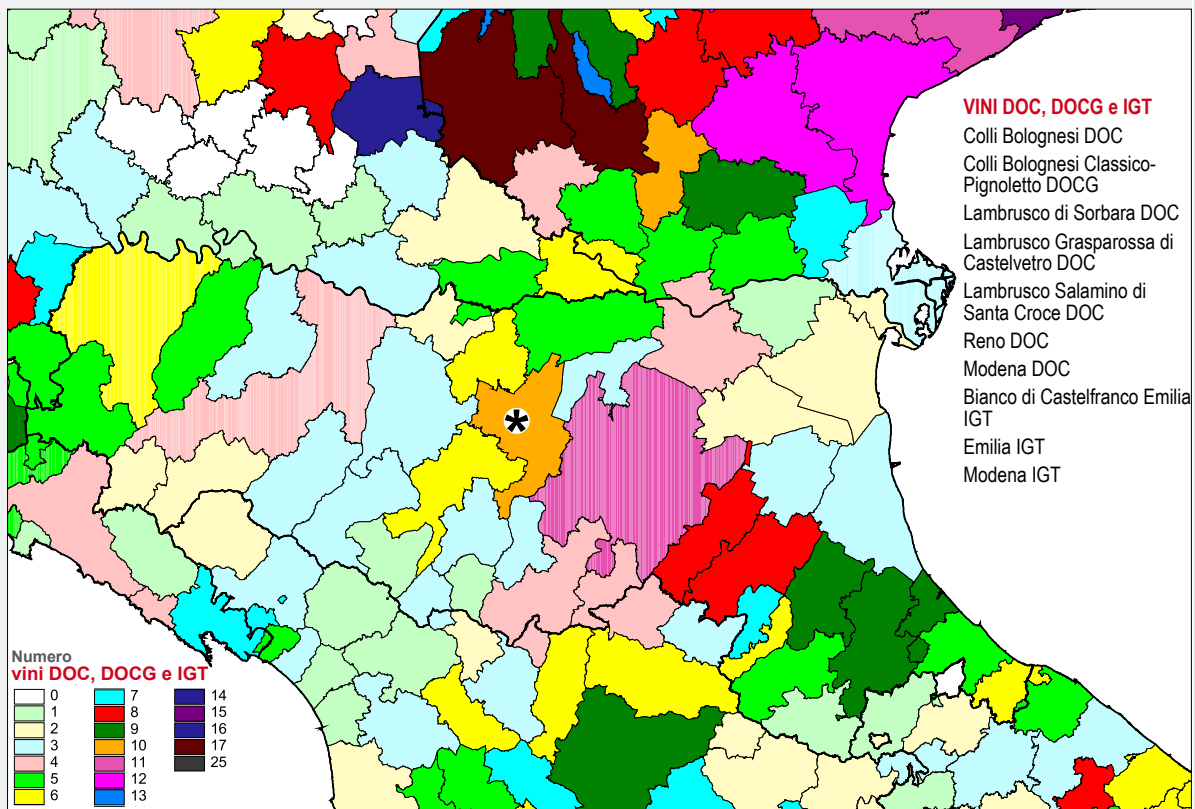 VINI DOC, DOCG e IGT
Colli Bolognesi DOC
Colli Bolognesi Classico-
Pignoletto DOCG
Lambrusco di Sorbara DOC
Lambrusco Grasparossa di
Castelvetro DOC
Lambrusco Salamino di
Santa Croce DOC
Reno DOC
Modena DOC
Bianco di Castelfranco Emilia
IGT
Emilia IGT
Modena IGT
*
Numero
vini DOC, DOCG e IGT
0 7 14
1 8 15
2 9 16
3 10 17
4 11 25
5 12
6 13